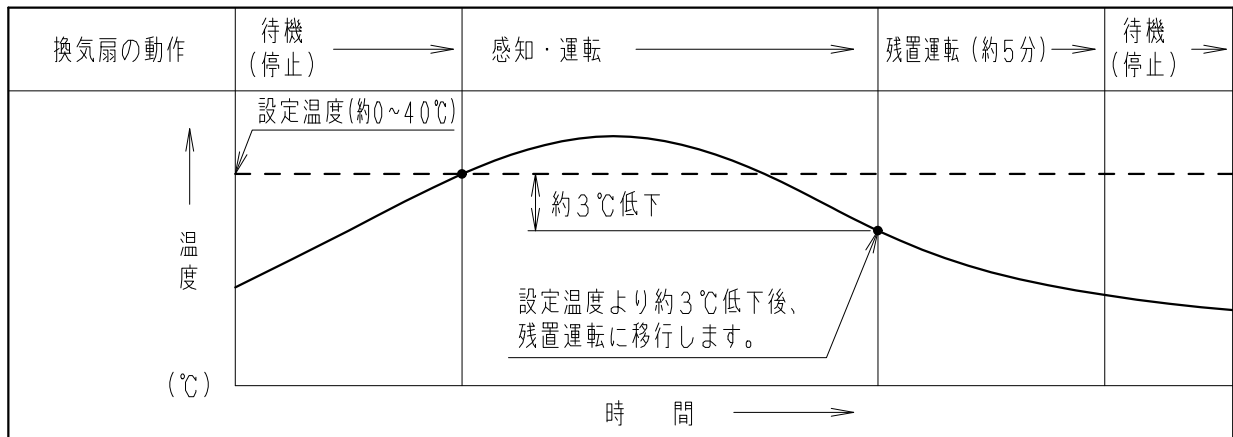 換気扇の動作
待機
(停止)
感知・運転
残置運転(約5分)
待機
(停止)
設定温度(約0~40℃)
約3℃低下
温度
設定温度より約3℃低下後、
残置運転に移行します。
(℃)
時 間